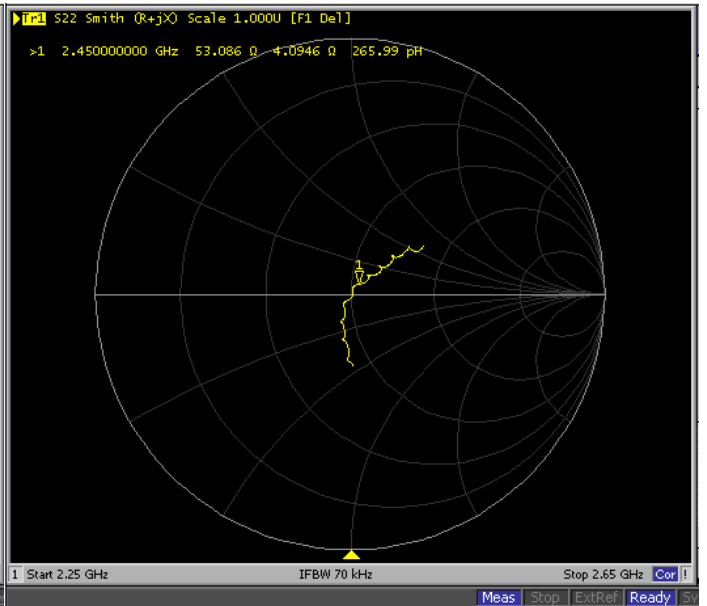 Tr1 S22 Smith (R+jX) Scale 1.000U [F1 Del]
>1 2.450000000 GHz 53.086 Ω 4.0946 Ω 265.99 pH
1
1 Start 2.25 GHz IFBW 70 kHz Stop 2.65 GHz Cor !
Meas Stop ExtRef Ready Sv